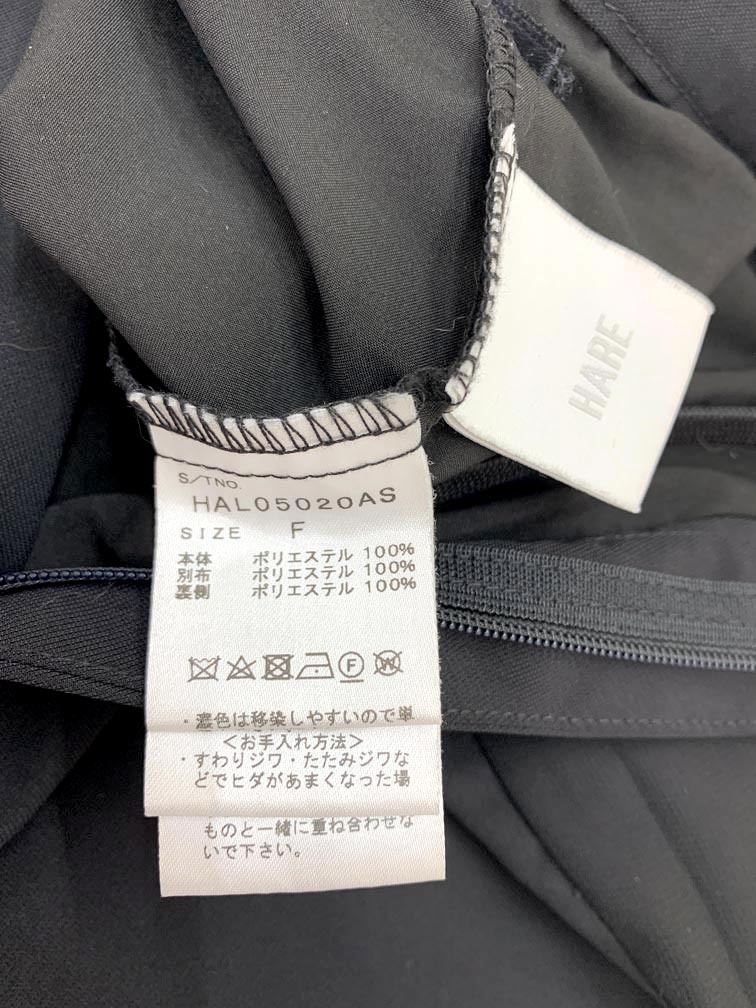 HARE
S/TNO.
HAL05020AS
SIZE F
本体 ポリエステル 100%
別布 ポリエステル 100%
裏側 ポリエステル 100%
F W
・濃色は移染しやすいので単
<お手入れ方法>
・すわりジワ・たたみジワな
どでヒダがあまくなった場
ものと一緒に重ね合わせな
いで下さい。